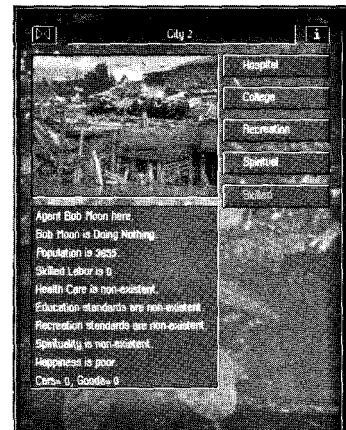 City 2
i
Hospital
College
Recreation
Spiritual
Skilled
Agent Bob Moon here.
Bob Moon is Doing Nothing.
Population is 3655
Skilled Labor is 0
Health Care is non-existent.
Education standards are non-existent.
Recreation standards are non-existent.
Spirituality is non-existent.
Happiness is poor.
Cars= 0, Goods= 0